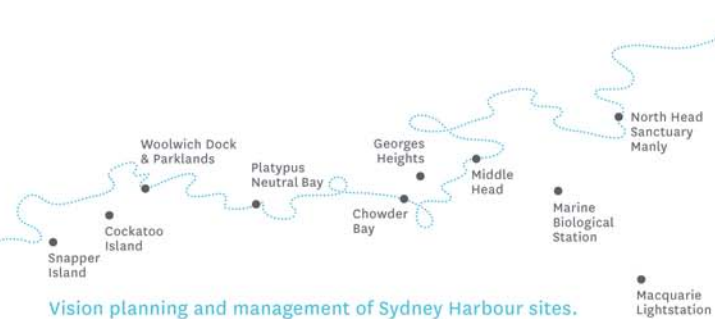 North Head
Sanctuary
Manly
Woolwich Dock
& Parklands
Georges
Heights
Platypus
Neutral Bay
Middle
Head
Chowder
Bay
Marine
Biological
Station
Cockatoo
Island
Snapper
Island
Macquarie
Lightstation
Vision planning and management of Sydney Harbour sites.